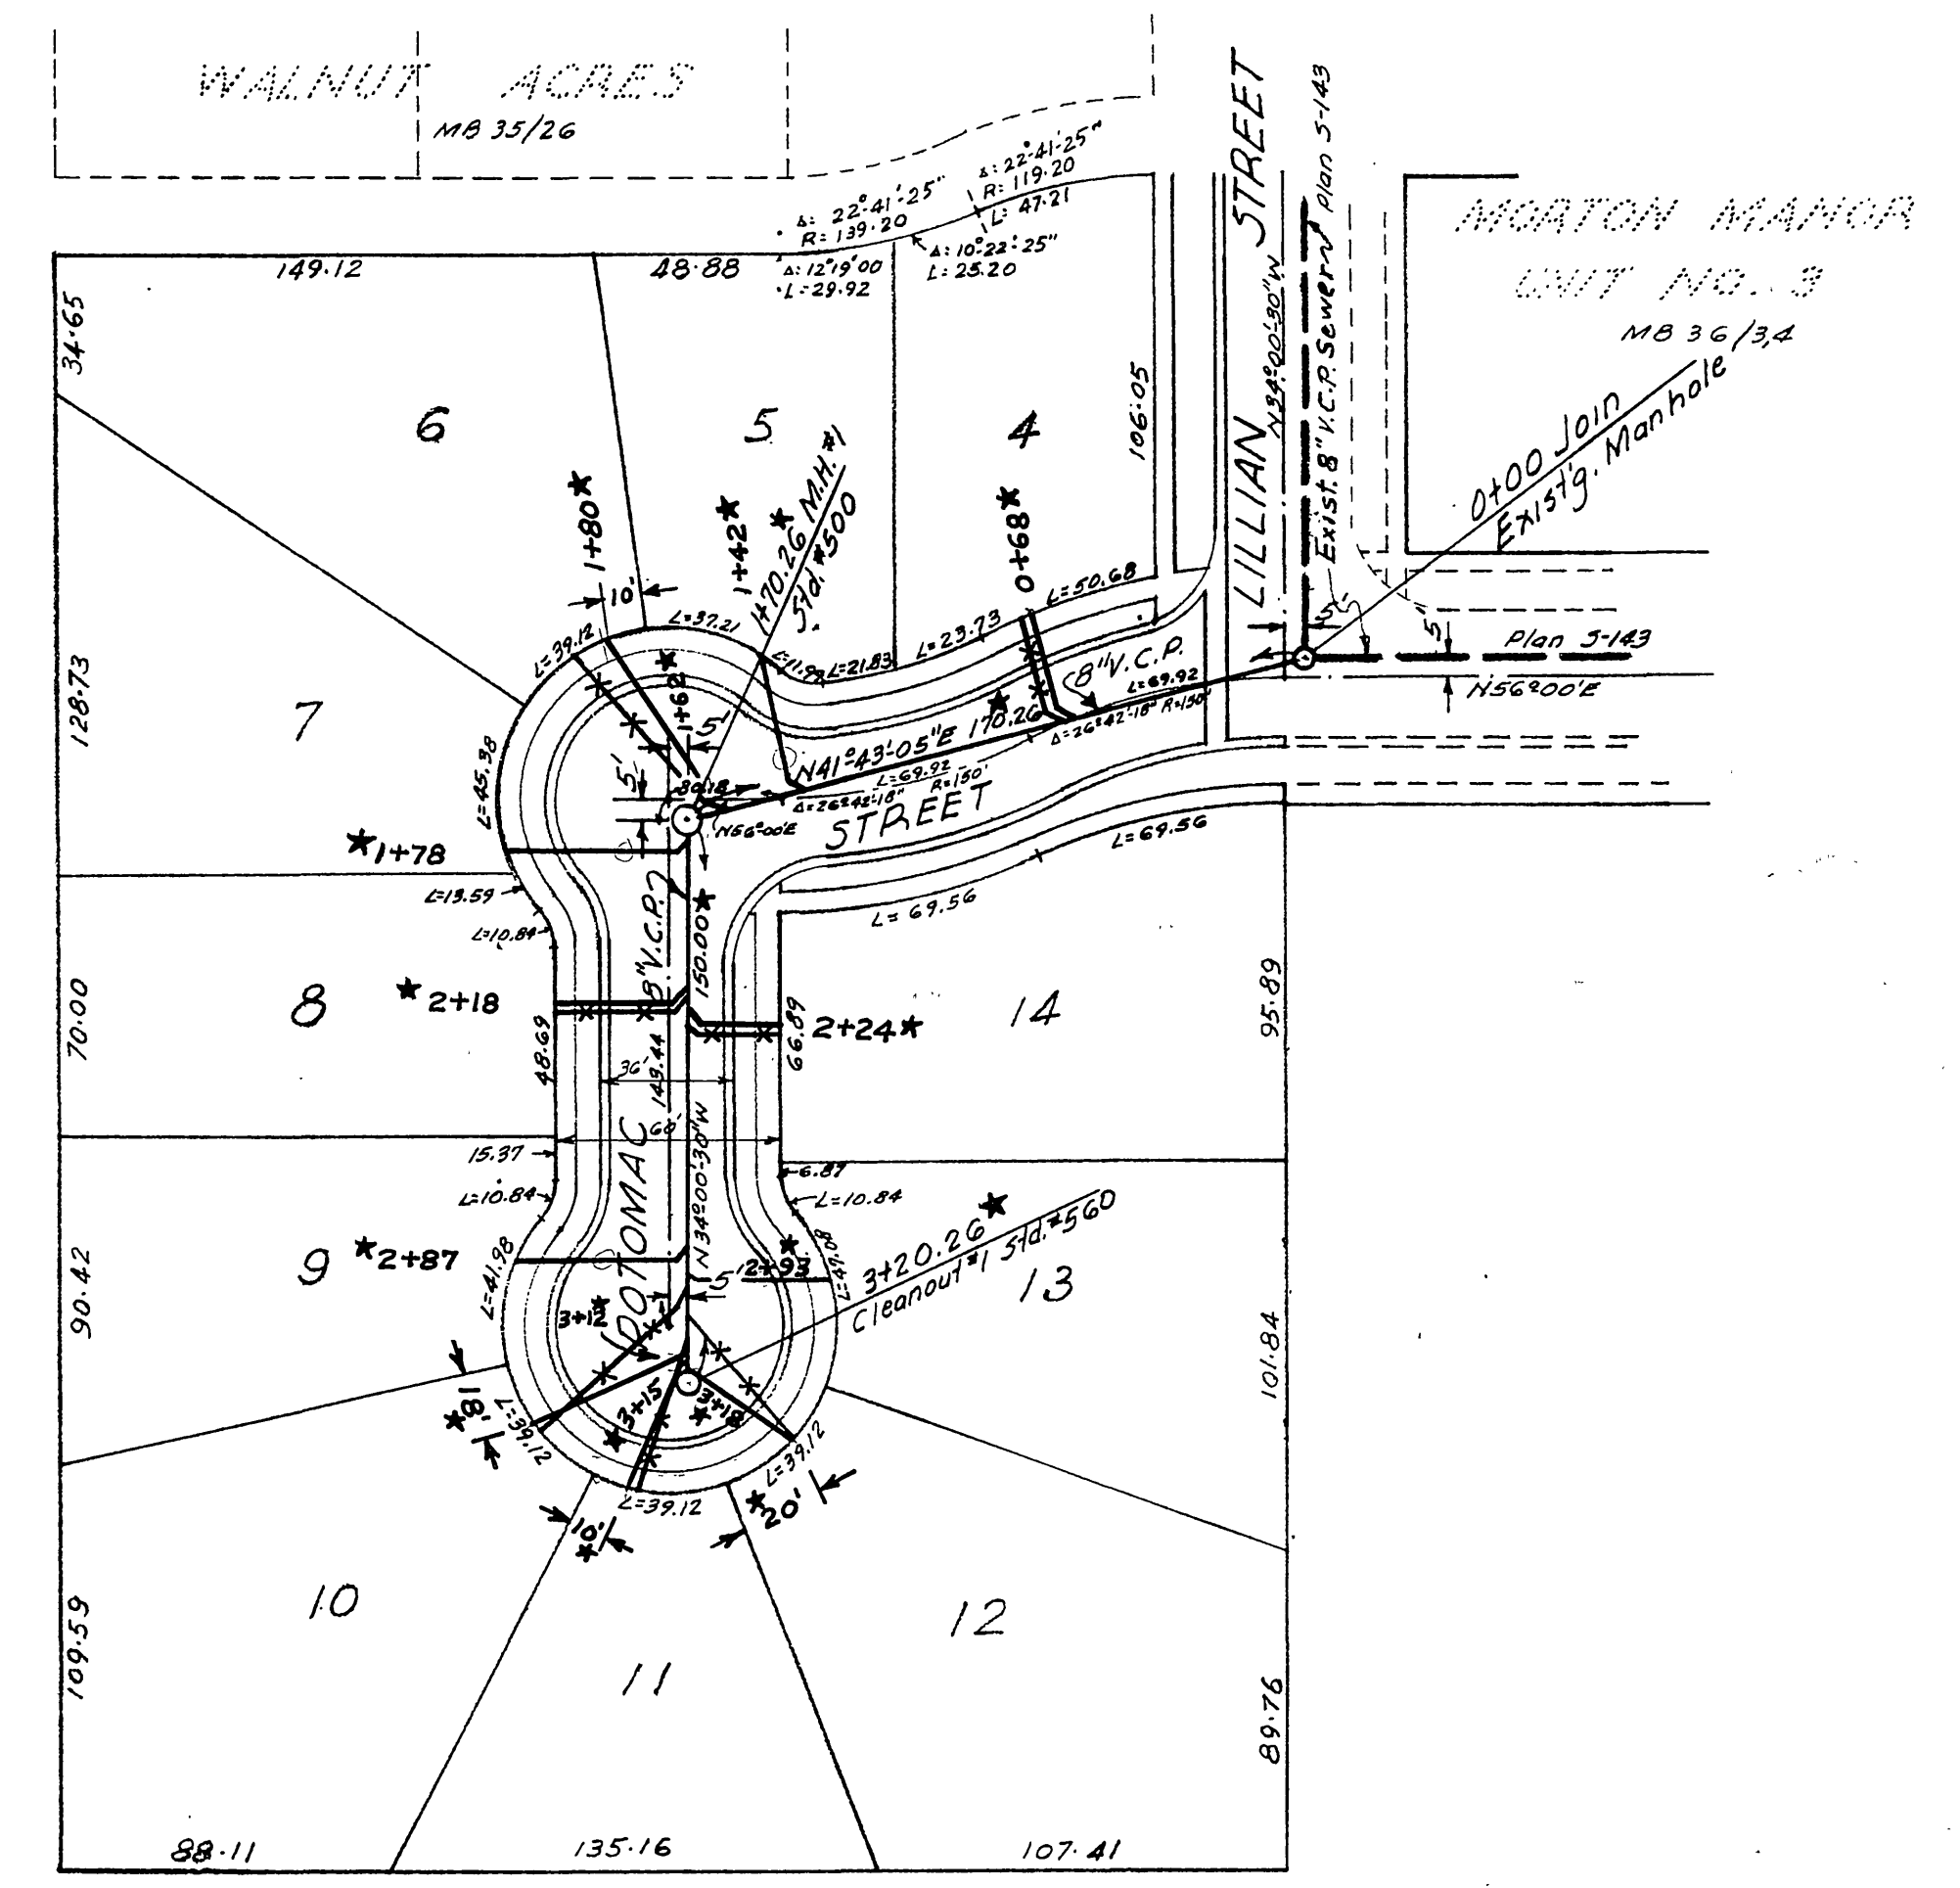 WALNUT ACRES
MB 35/26
Δ: 22°-41'-25"
R: 119.20
L: 47.21
Δ: 22°-41'-25"
R= 139.20
Δ: 10°-22'-25"
L: 25.20
Δ: 12°19'00
L=29.92
149.12
48.88
34.65
LILLIAN STREET
N34°00'-30"W
Exist. 8" V.C.P. Sewer
Plan S-143
MORTON MANOR
UNIT NO. 3
MB 36/34
0+00 Join
Exist'g. Manhole
106.05
6
5
4
1+80★
10'
1+42★
1+70.26★ M.H. #1
Std. #500
0+68★
L=50.68
L=23.73
L=21.83
L=11.98
L=37.21
L=39.12
5'
5'
Plan S-143
N56°00'E
8" V.C.P.
L=69.92
Δ=26°42'-18" R=150'
N41°-43'-05"E 170.26★
L=69.92
Δ=26°42'-18" R=150'
STREET
1+62★
5'
5'
30.18
N56°00'E
L=69.56
L=69.56
128.73
7
L=45.38
★1+78
L=13.59
L=10.84
8" V.C.P.
150.00★
70.00
8
★2+18
48.69
143.44
36'
66.89
2+24★
14
95.89
60'
15.37
L=10.84
POTOMAC
N34°00'-30"W
6.87
L=10.84
9
★2+87
90.42
L=41.98
5'
2+93★
L=47.08
3+20.26★
Cleanout #1 Std. #560
13
3+12★
18'★
L=39.12
3+15★
3+18★
L=39.12
L=39.12
10'★
★20'
101.84
10
11
12
109.59
89.76
88.11
135.16
107.41